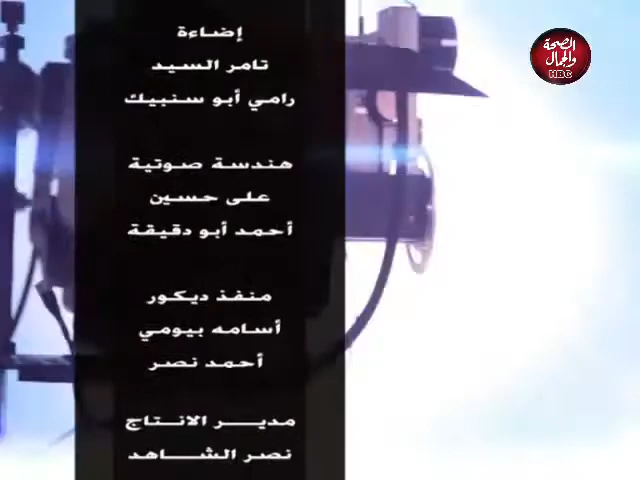 إضاءة
تامر السيد
رامي أبو سنبيك
هندسة صوتية
على حسين
أحمد أبو دقيقة
منفذ ديكور
أسامه بيومي
أحمد نصر
مديـــر الانـتـاج
نصر الشـــاهد
الصحة
والجمال
HBC